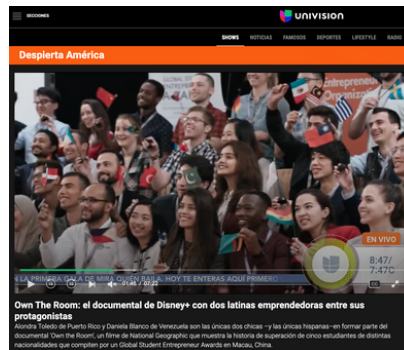 SECCIONES
UNIVISION
SHOWS NOTICIAS FAMOSOS DEPORTES LIFESTYLE RADIO
Despierta América
Entrepreneur
Organization
EN VIVO
8:47/
7:47C
N LA PRIMERA GALA DE MIRA QUIÉN BAILA, HOY TE ENTERAS AQUÍ PRIMERO
01:46 / 07:22
Own The Room: el documental de Disney+ con dos latinas emprendedoras entre sus
protagonistas
Alondra Toledo de Puerto Rico y Daniela Blanco de Venezuela son las únicas dos chicas –y las únicas hispanas–en formar parte del
documental 'Own the Room', un filme de National Geographic que muestra la historia de superación de cinco estudiantes de distintas
nacionalidades que compiten por un Global Student Entrepreneur Awards en Macau, China.